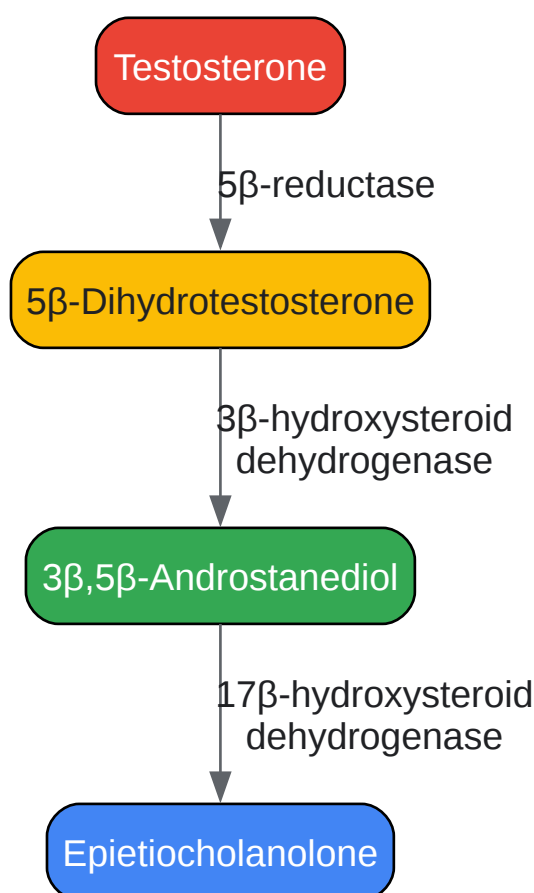 Testosterone
5β-reductase
5β-Dihydrotestosterone
3β-hydroxysteroid
dehydrogenase
3β,5β-Androstanediol
17β-hydroxysteroid
dehydrogenase
Epietiocholanolone